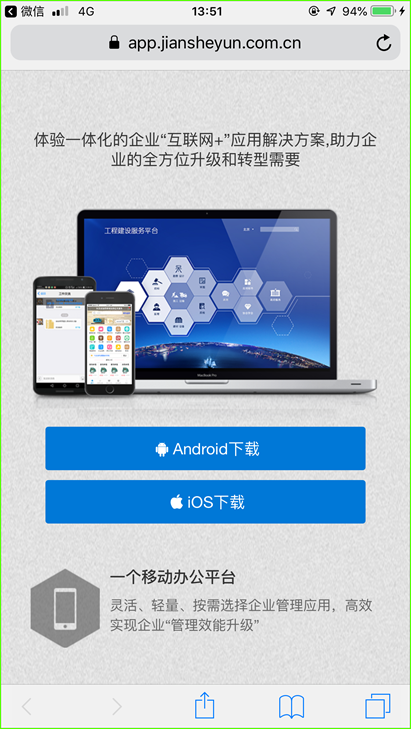 微信 4G 13:51 94%
app.jiansheyun.com.cn
体验一体化的企业“互联网+”应用解决方案,助力企
业的全方位升级和转型需要
工程建设服务平台
MacBook Pro
Android下载
iOS下载
一个移动办公平台
灵活、轻量、按需选择企业管理应用，高效
实现企业“管理效能升级”